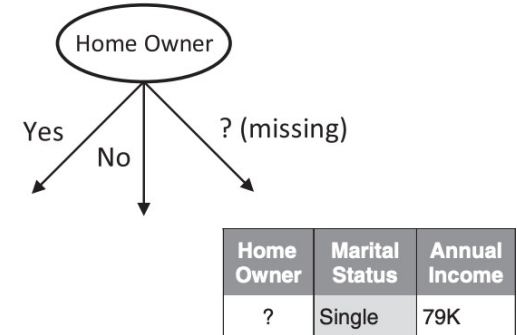 Home Owner
Yes
No
? (missing)
Home Owner
Marital Status
Annual Income
?
Single
79K